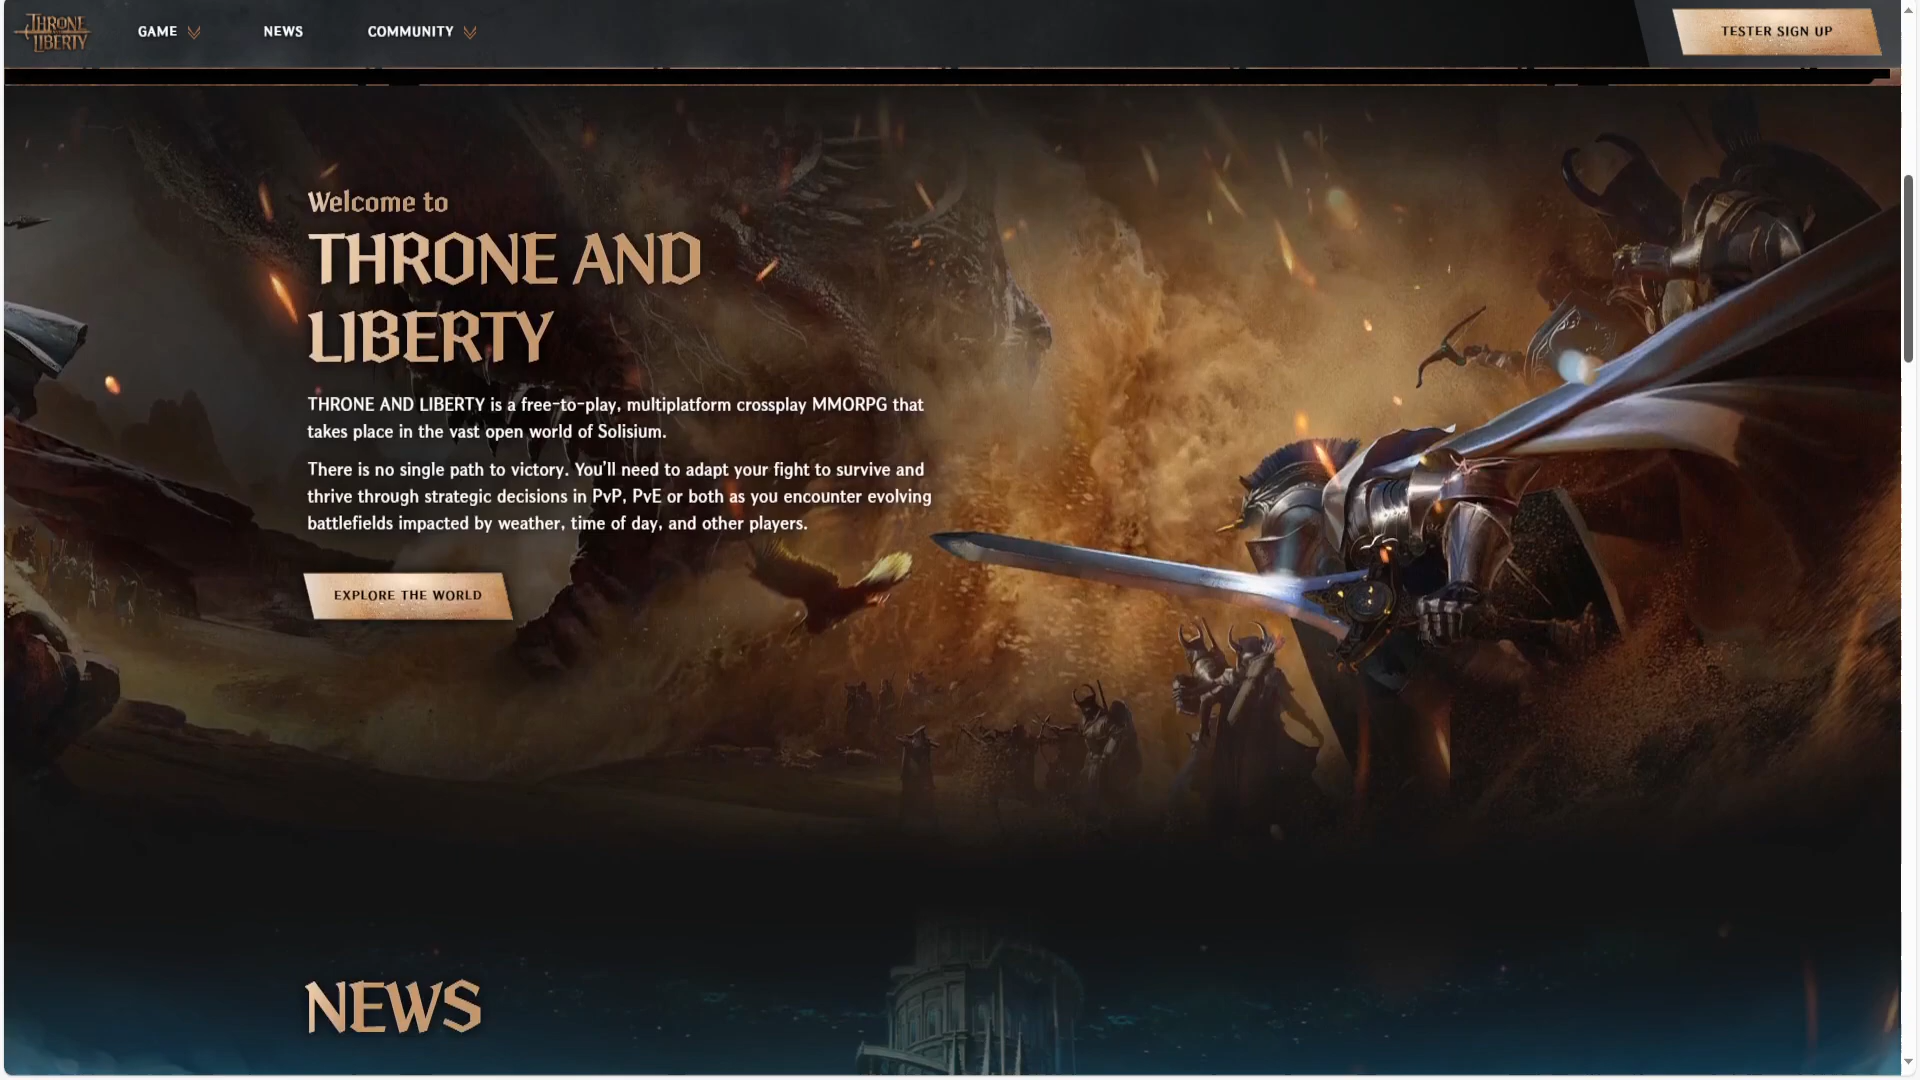 THRONE
LIBERTY
GAME
NEWS
COMMUNITY
TESTER SIGN UP
Welcome to
THRONE AND
LIBERTY
THRONE AND LIBERTY is a free-to-play, multiplatform crossplay MMORPG that
takes place in the vast open world of Solisium.
There is no single path to victory. You'll need to adapt your fight to survive and
thrive through strategic decisions in PvP, PvE or both as you encounter evolving
battlefields impacted by weather, time of day, and other players.
EXPLORE THE WORLD
NEWS